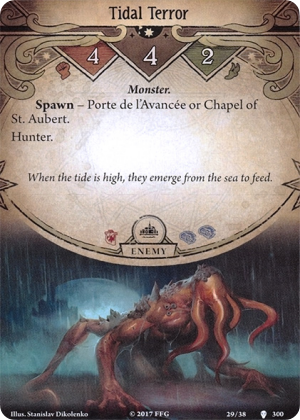 Tidal Terror
4 4 2
Monster.
Spawn – Porte de l'Avancée or Chapel of
St. Aubert.
Hunter.
When the tide is high, they emerge from the sea to feed.
ENEMY
Illus. Stanislav Dikolenko © 2017 FFG 29/38 300